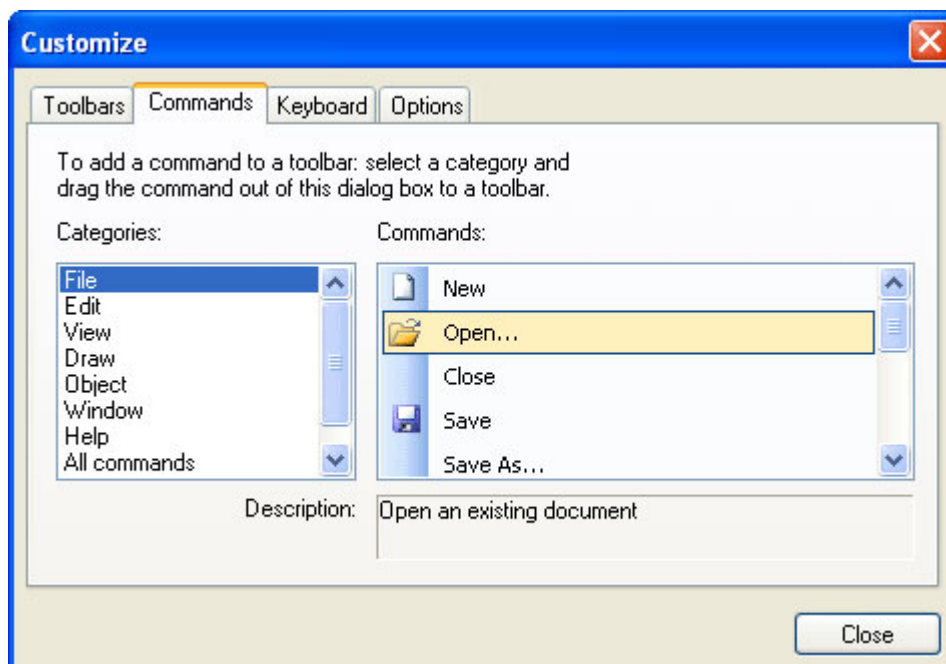 Customize
Toolbars Commands Keyboard Options
To add a command to a toolbar: select a category and
drag the command out of this dialog box to a toolbar.
Categories:
Commands:
File
Edit
View
Draw
Object
Window
Help
All commands
New
Open...
Close
Save
Save As...
Description:
Open an existing document
Close